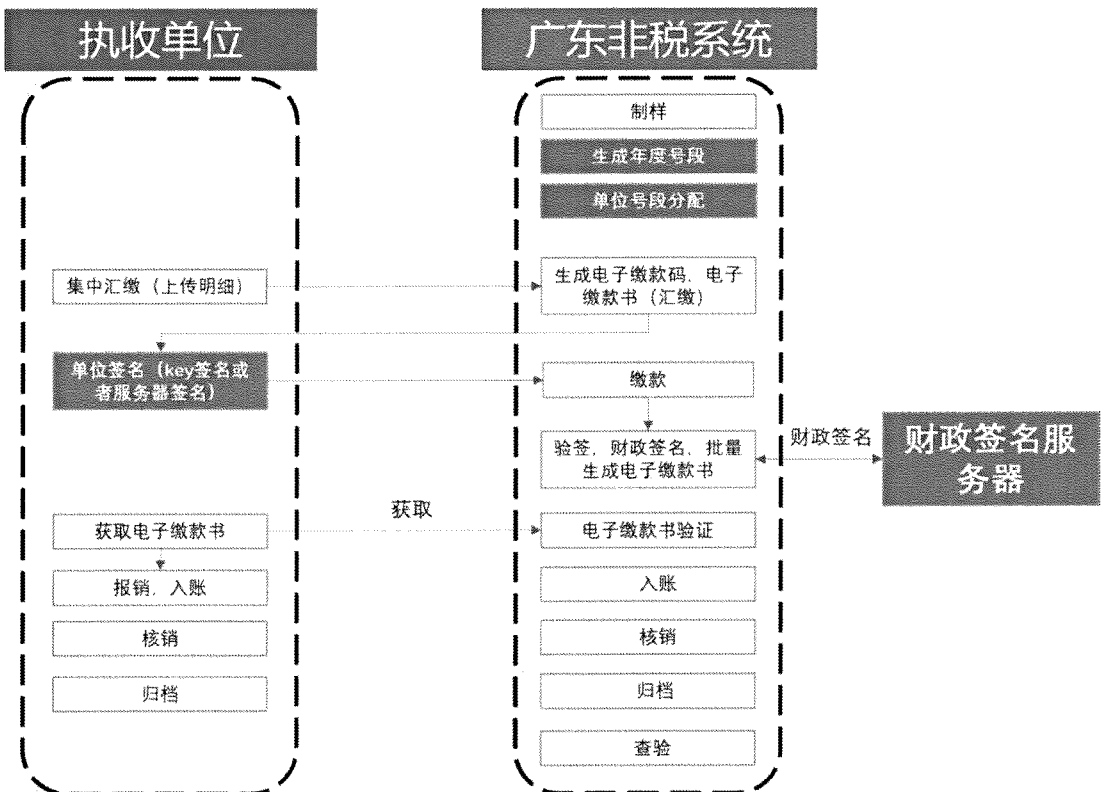 执收单位
广东非税系统
制样
生成年度号段
单位号段分配
集中汇缴（上传明细）
生成电子缴款码、电子
缴款书（汇缴）
单位签名（key签名或
者服务器签名）
缴款
验签、财政签名、批量
生成电子缴款书
财政签名
财政签名服
务器
获取电子缴款书
获取
电子缴款书验证
报销、入账
入账
核销
核销
归档
归档
查验